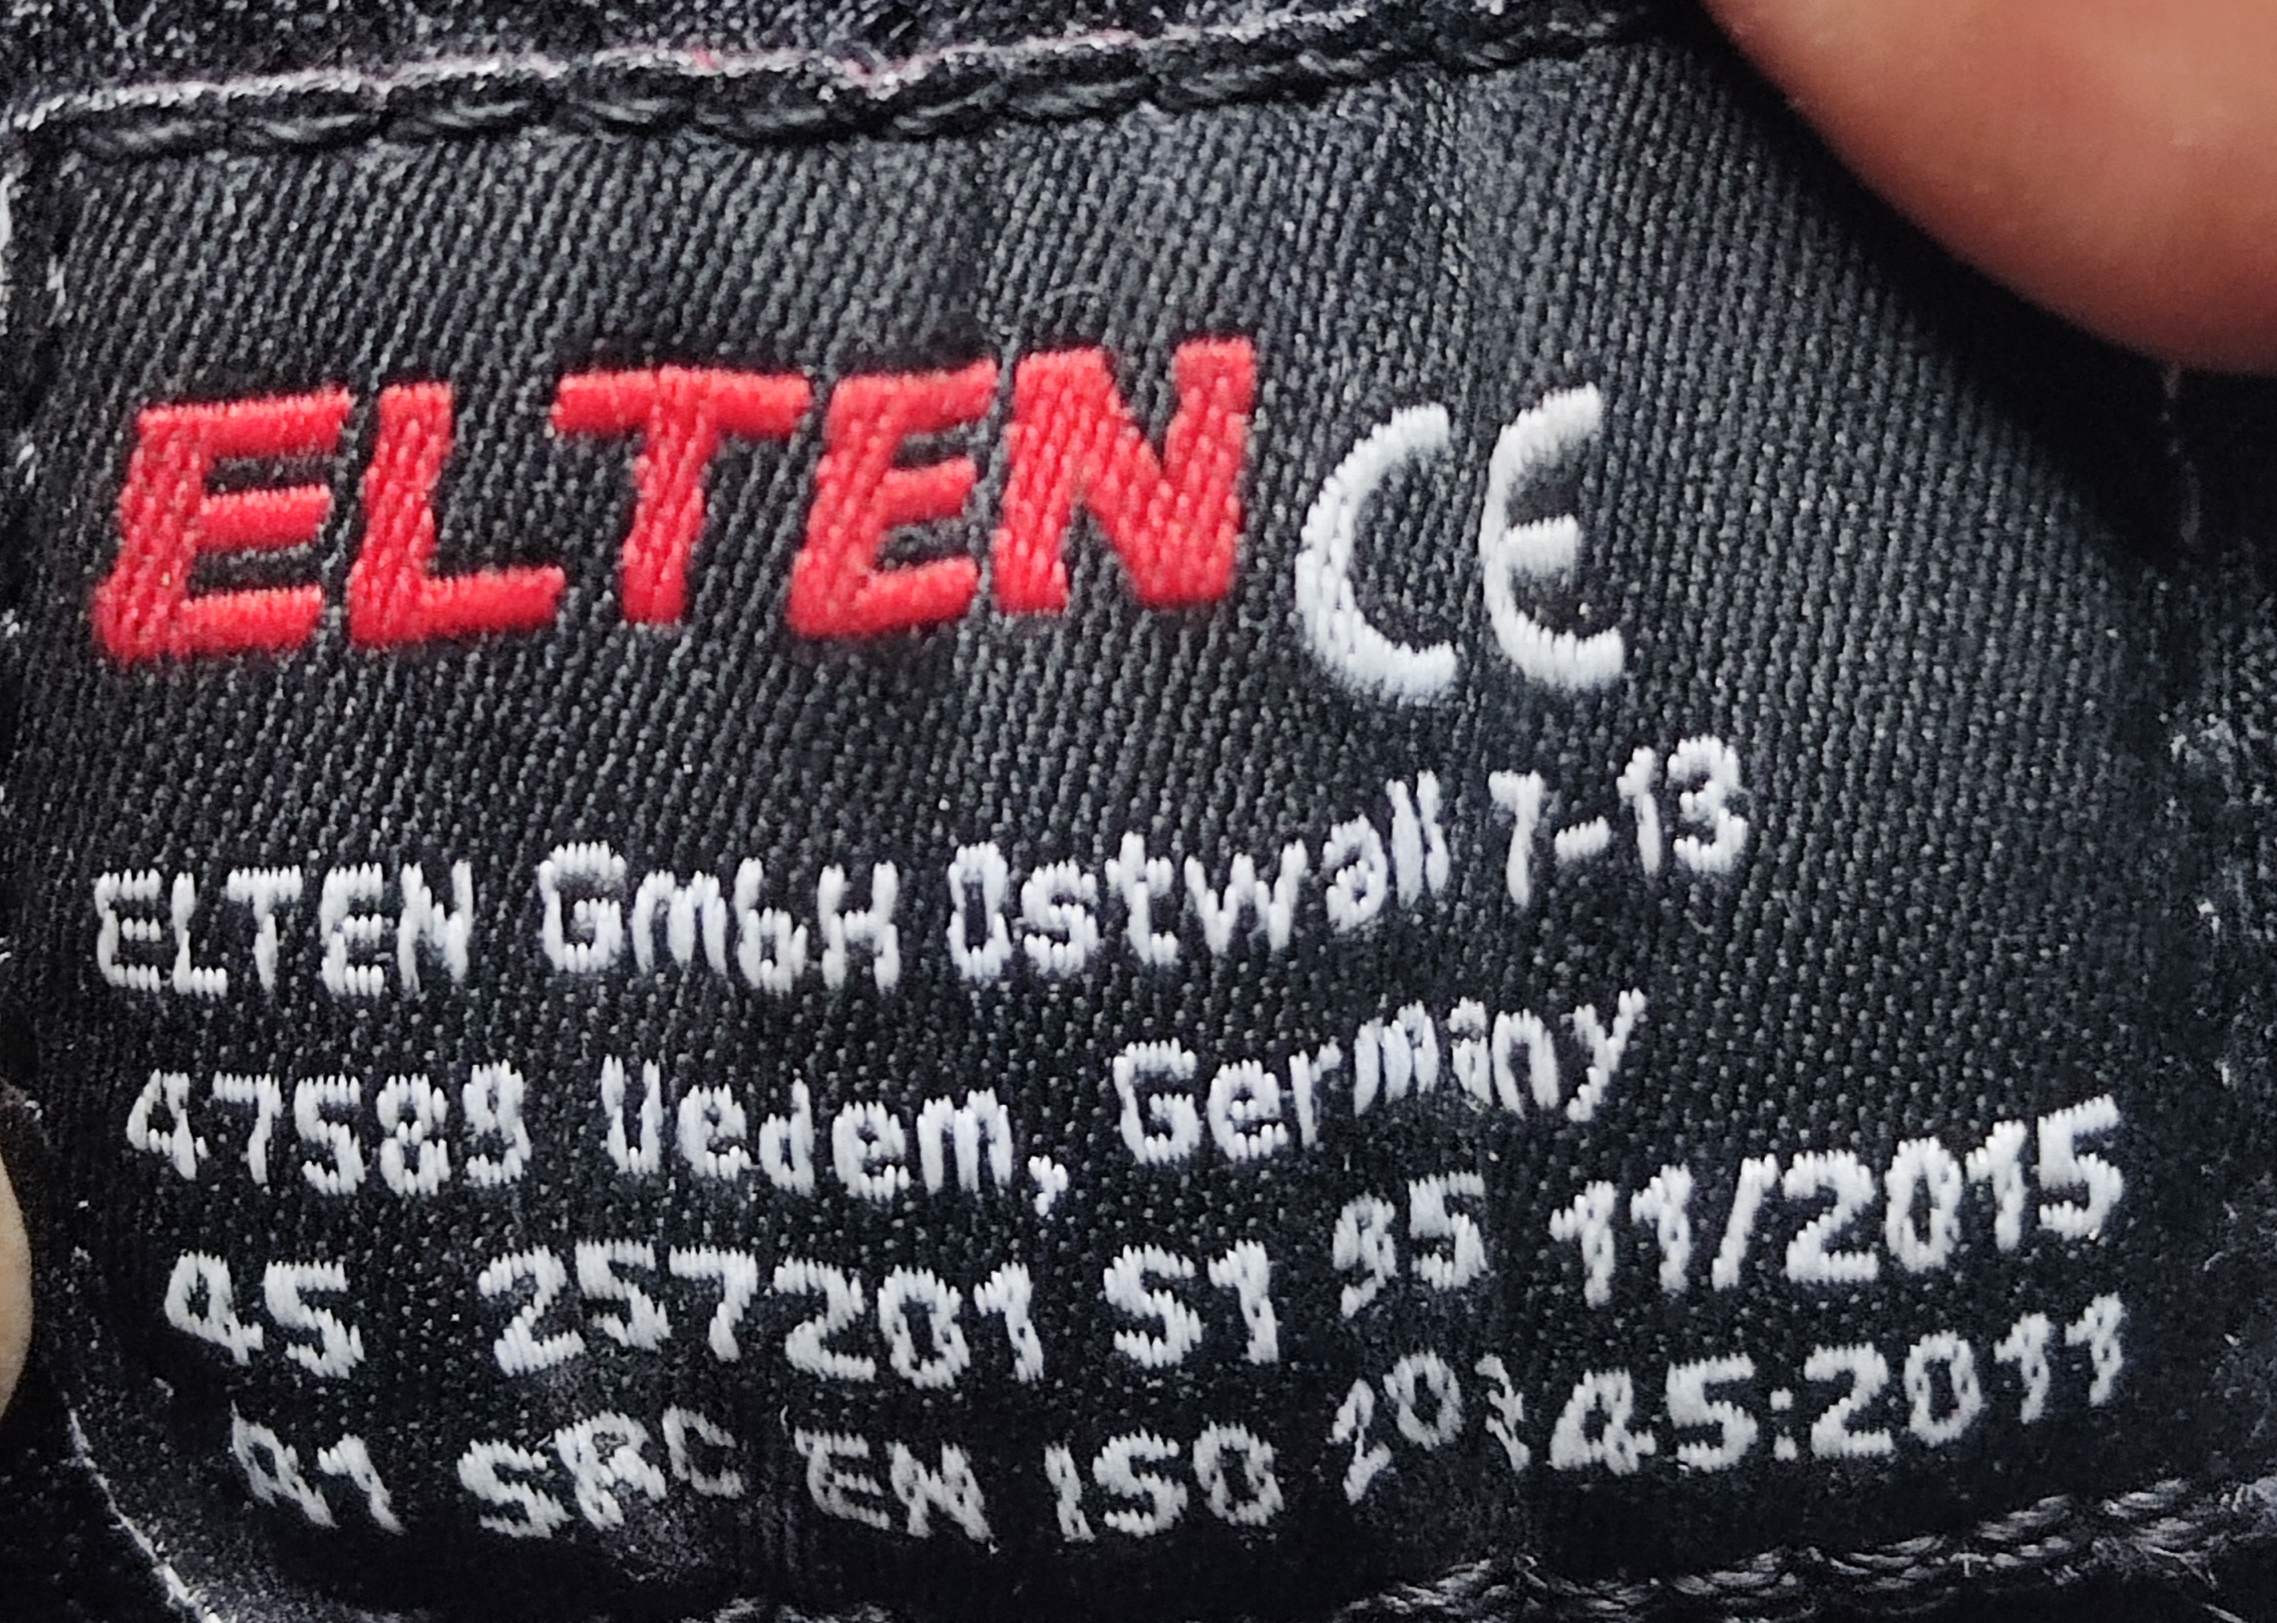 ELTEN CE
ELTEN GmbH Ostwall 7-13
47589 Uedem, Germany
45 257201 S1 95 11/2015
A1 SRC EN ISO 20345:2011